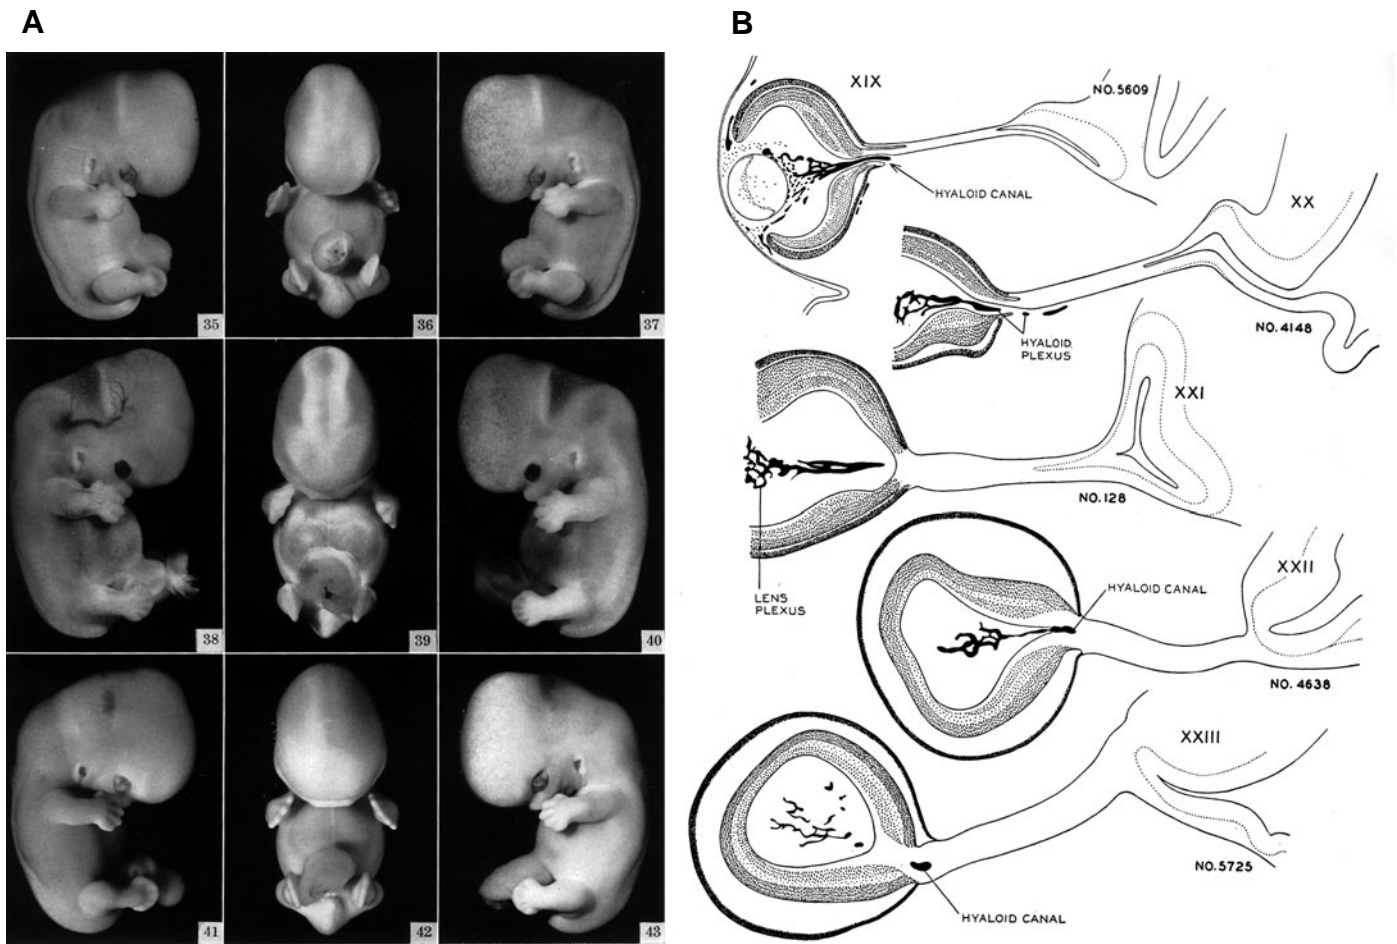 A
B
35
36
37
38
39
40
41
42
43
XIX
NO. 5609
HYALOID CANAL
XX
HYALOID
PLEXUS
NO. 4148
XXI
NO. 128
LENS
PLEXUS
XXII
HYALOID CANAL
NO. 4638
XXIII
NO. 5725
HYALOID CANAL